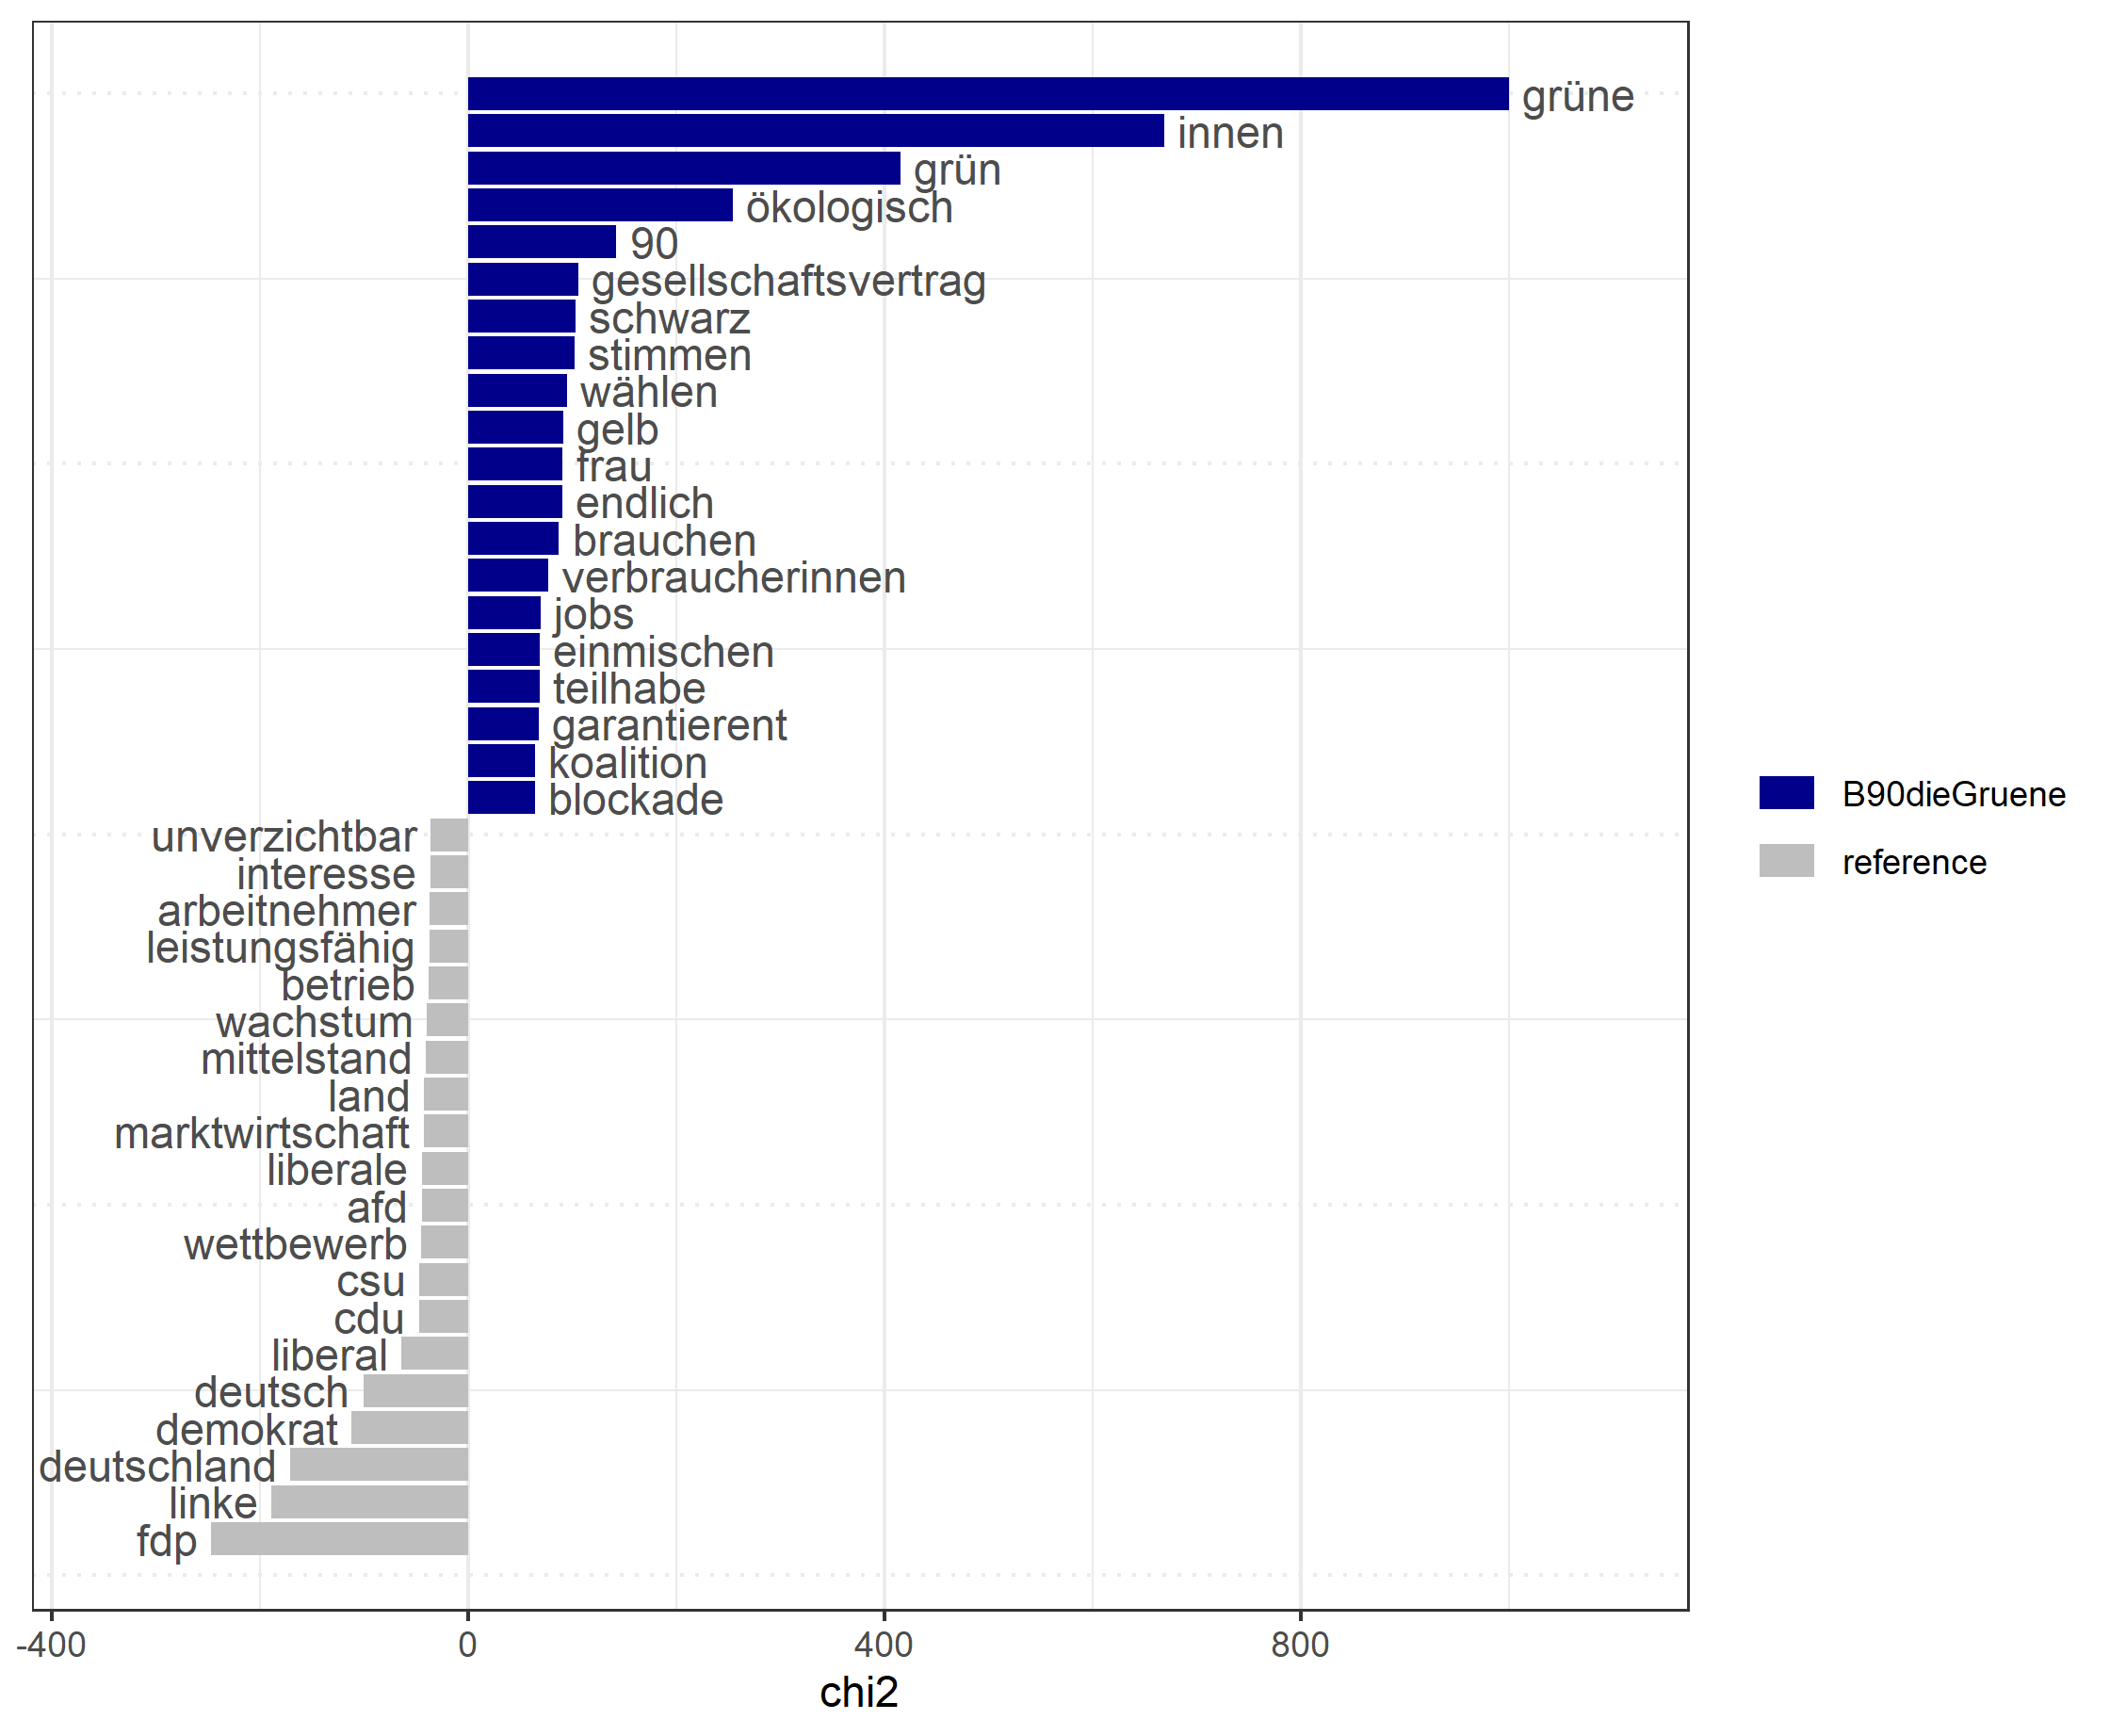 grüne
innen
grün
ökologisch
90
gesellschaftsvertrag
schwarz
stimmen
wählen
gelb
frau
endlich
brauchen
verbraucherinnen
jobs
einmischen
teilhabe
garantierent
koalition
blockade
unverzichtbar
interesse
arbeitnehmer
leistungsfähig
betrieb
wachstum
mittelstand
land
marktwirtschaft
liberale
afd
wettbewerb
csu
cdu
liberal
deutsch
demokrat
deutschland
linke
fdp
-400 0 400 800
chi2
B90dieGruene
reference